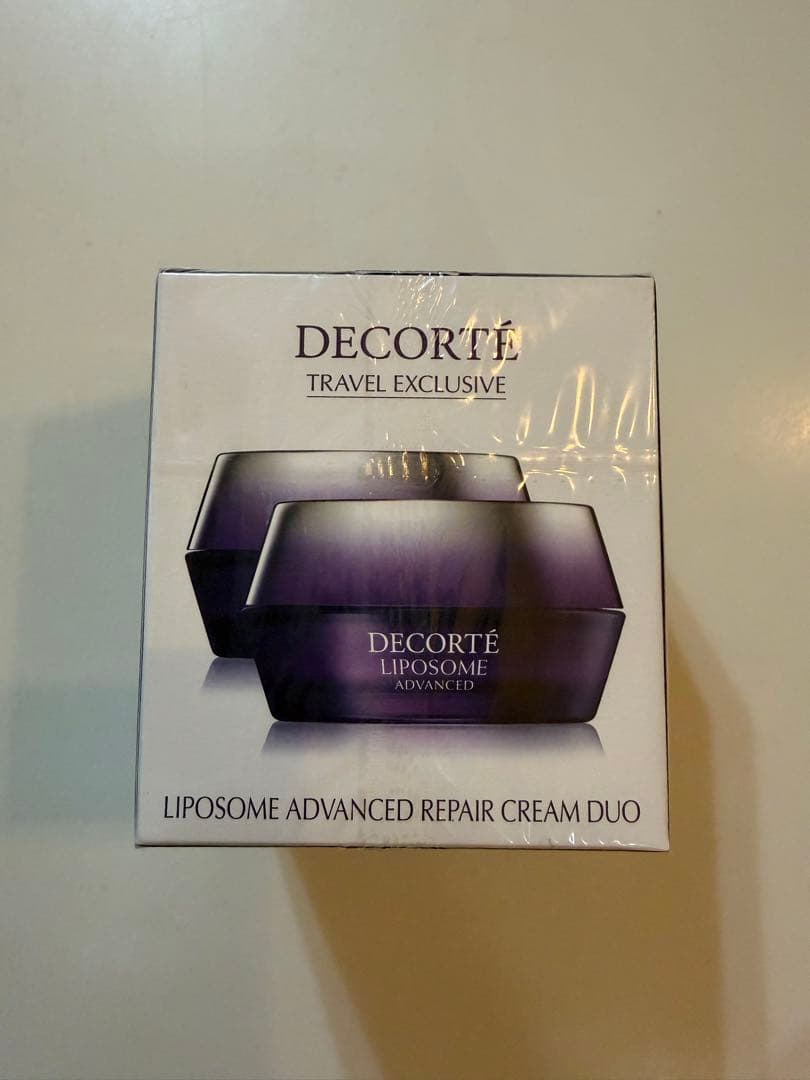 DECORTÉ
TRAVEL EXCLUSIVE
DECORTÉ
LIPOSOME
ADVANCED
LIPOSOME ADVANCED REPAIR CREAM DUO